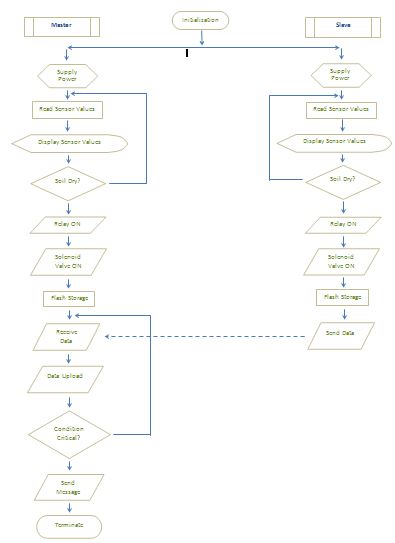 Initialization
Master
Slave
Supply
Power
Supply
Power
Read Sensor Values
Read Sensor Values
Display Sensor Values
Display Sensor Values
Soil Dry?
Soil Dry?
Relay ON
Relay ON
Solenoid
Valve ON
Solenoid
Valve ON
Flash Storage
Flash Storage
Receive
Data
Send Data
Data Upload
Condition
Critical?
Send
Message
Terminate